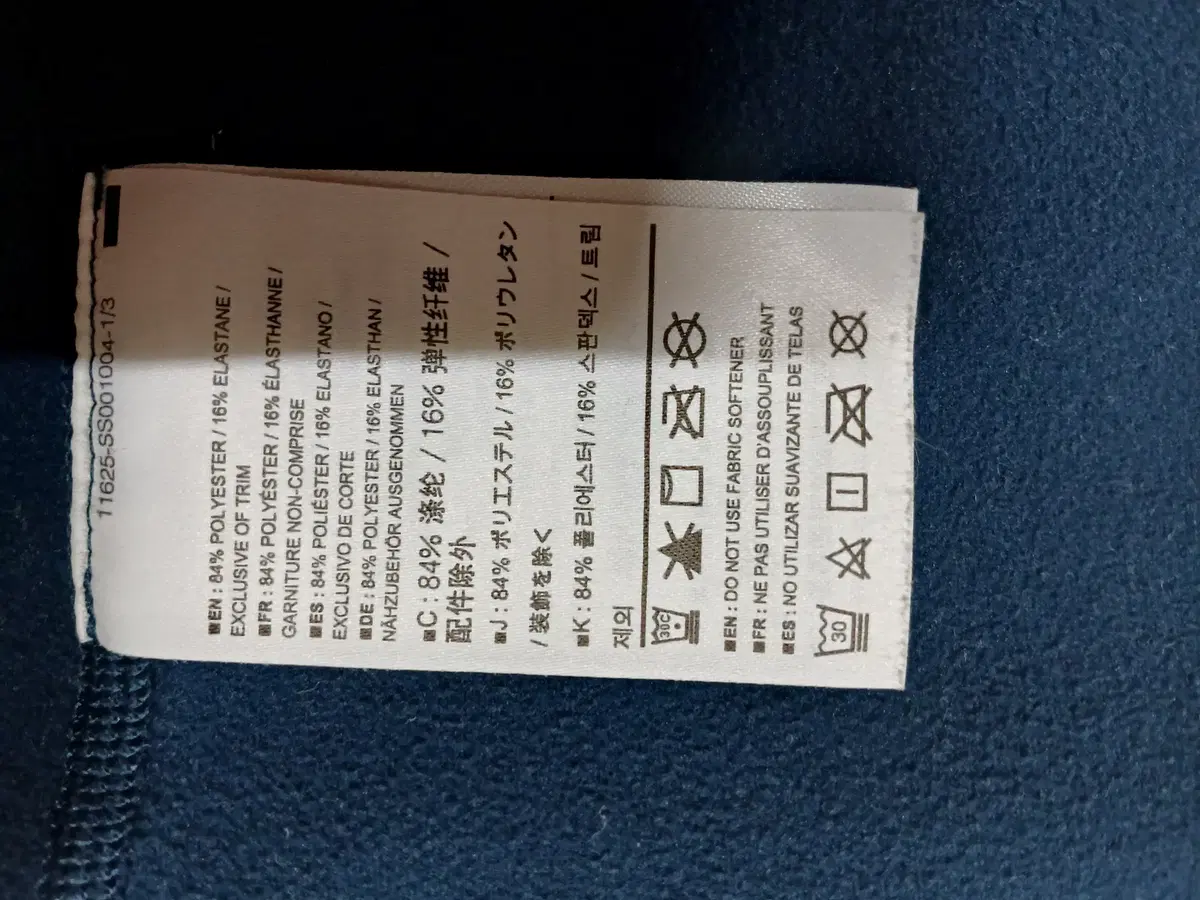 11625-SS001004-1/3
EN : 84% POLYESTER / 16% ELASTANE /
EXCLUSIVE OF TRIM
FR : 84% POLYESTER / 16% ÉLASTHANNE /
GARNITURE NON-COMPRISE
ES : 84% POLIÉSTER / 16% ELASTANO /
EXCLUSIVO DE CORTE
DE : 84% POLYESTER / 16% ELASTHAN /
NÄHZUBEHÖR AUSGENOMMEN
C : 84% 涤纶 / 16% 弹性纤维 /
配件除外
J : 84% ポリエステル / 16% ポリウレタン
/ 装飾を除く
K : 84% 폴리에스터 / 16% 스판덱스 / 트림
제외
30C
EN : DO NOT USE FABRIC SOFTENER
FR : NE PAS UTILISER D'ASSOUPLISSANT
ES : NO UTILIZAR SUAVIZANTE DE TELAS
30